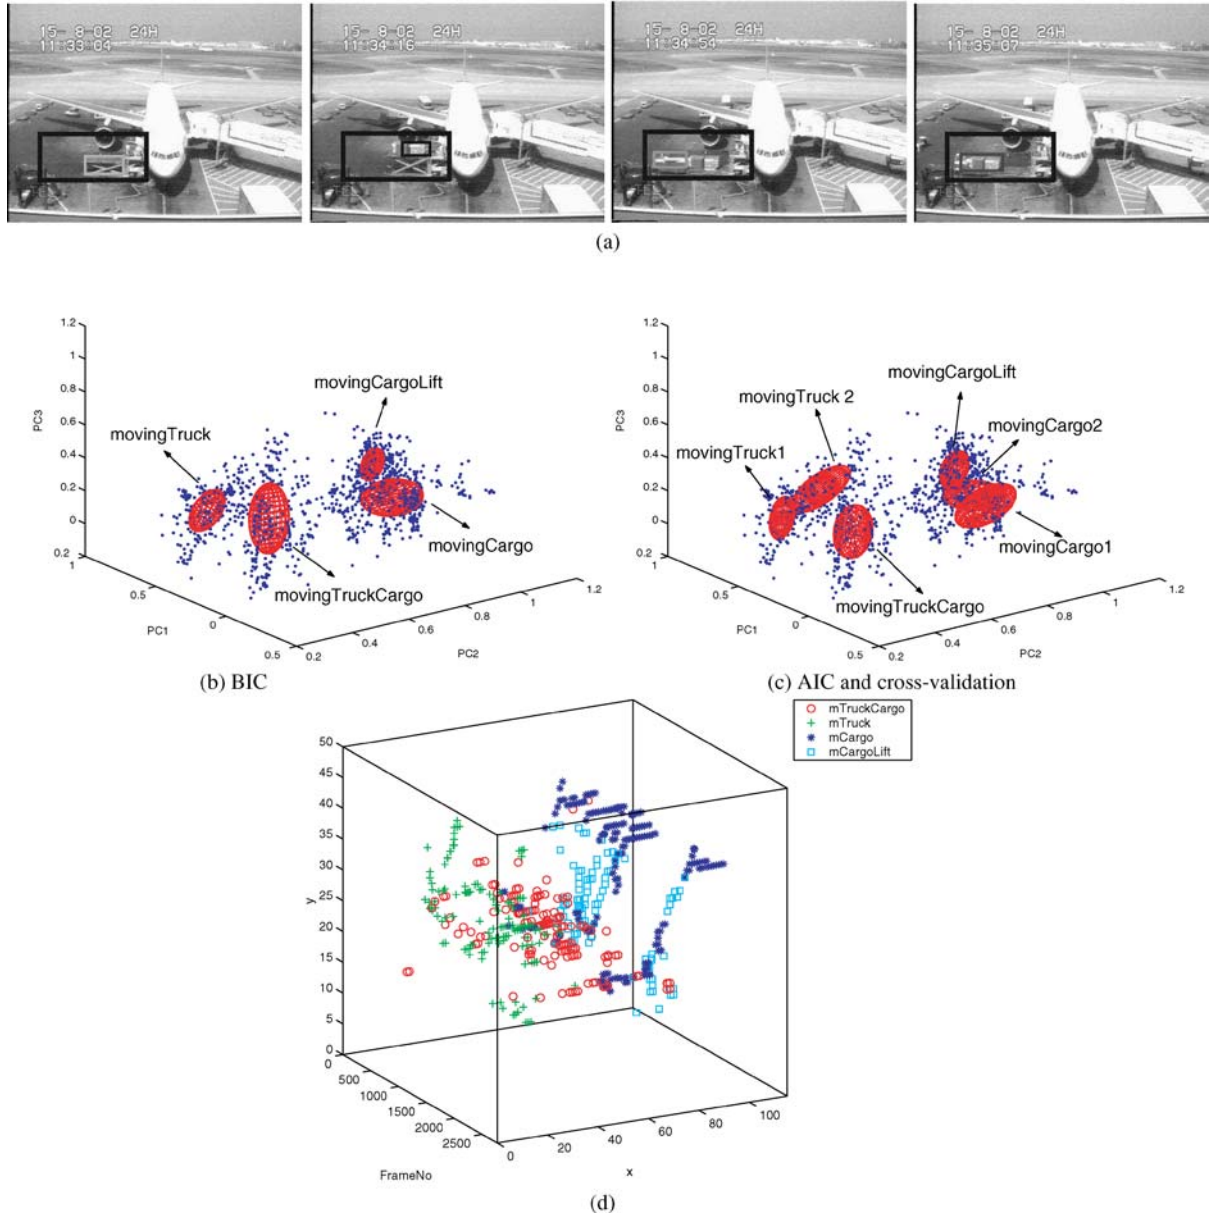 15- 8-02 24H
11:33:04
15- 8-02 24H
11:34:16
15- 8-02 24H
11:34:54
15- 8-02 24H
11:35:07
(a)
1.2
1
0.8
0.6
0.4
0.2
0
0.2
PC3
movingCargoLift
movingTruck
movingCargo
movingTruckCargo
1
0.5
0
0.5
PC1
0.2
0.4
0.6
0.8
1
1.2
PC2
(b) BIC
1.2
1
0.8
0.6
0.4
0.2
0
0.2
PC3
movingCargoLift
movingTruck 2
movingCargo2
movingTruck1
movingCargo1
movingTruckCargo
1
0.5
0
0.5
PC1
0.2
0.4
0.6
0.8
1
1.2
PC2
(c) AIC and cross-validation
mTruckCargo
mTruck
mCargo
mCargoLift
50
45
40
35
30
25
20
15
10
5
0
y
0
500
1000
1500
2000
2500
FrameNo
0
20
40
60
80
100
x
(d)